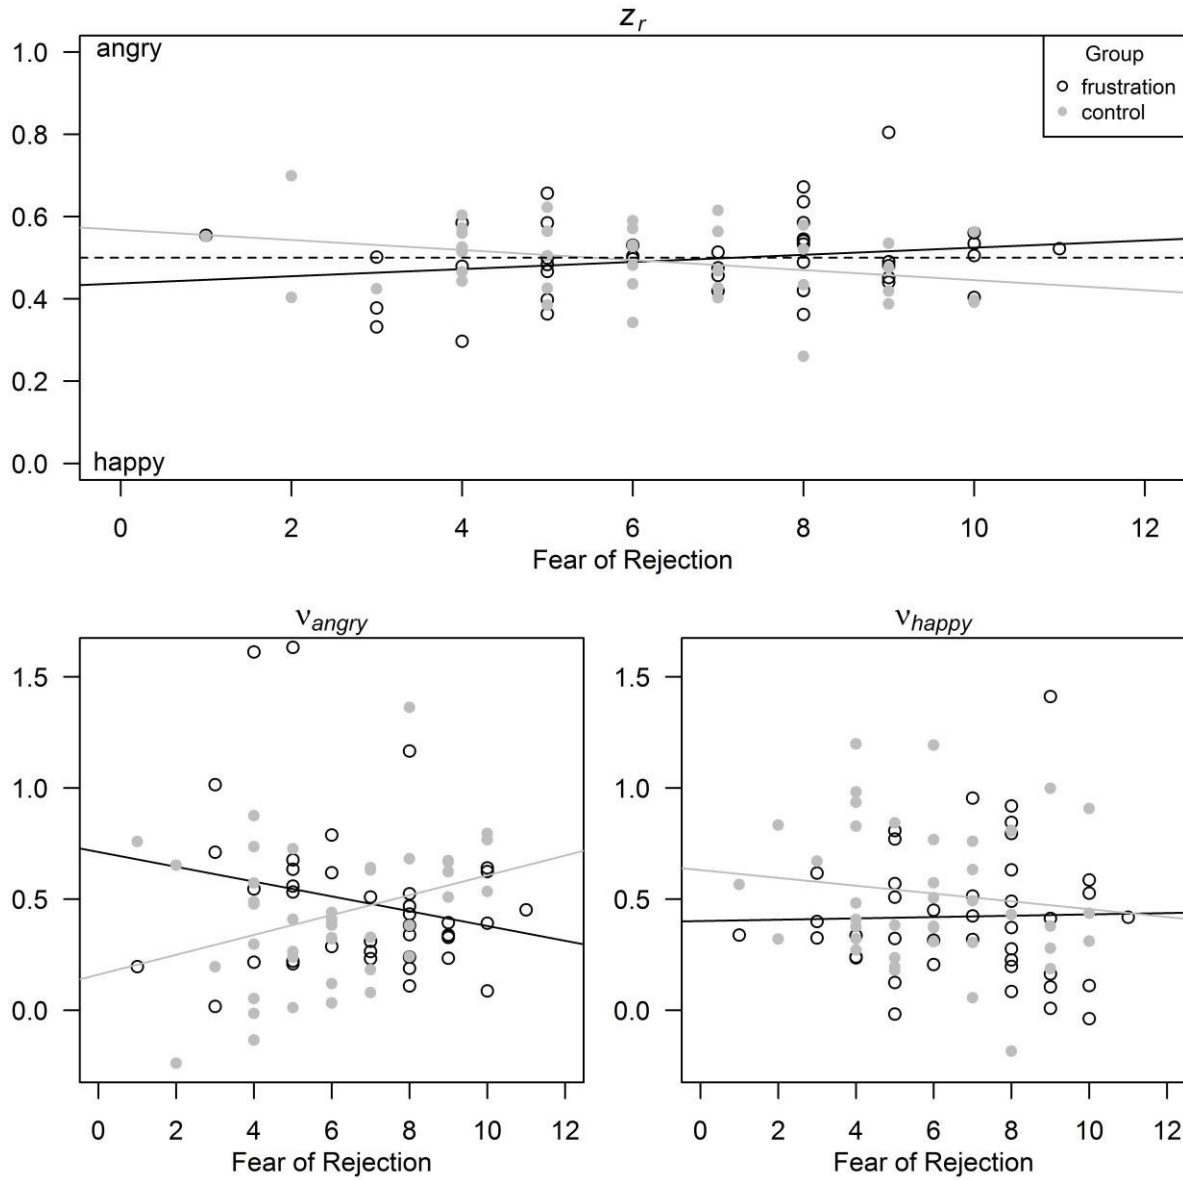 z_r
angry
1.0
0.8
0.6
0.4
0.2
0.0
happy
Group
frustration
control
0 2 4 6 8 10 12
Fear of Rejection
ν_angry
1.5
1.0
0.5
0.0
0 2 4 6 8 10 12
Fear of Rejection
ν_happy
1.5
1.0
0.5
0.0
0 2 4 6 8 10 12
Fear of Rejection